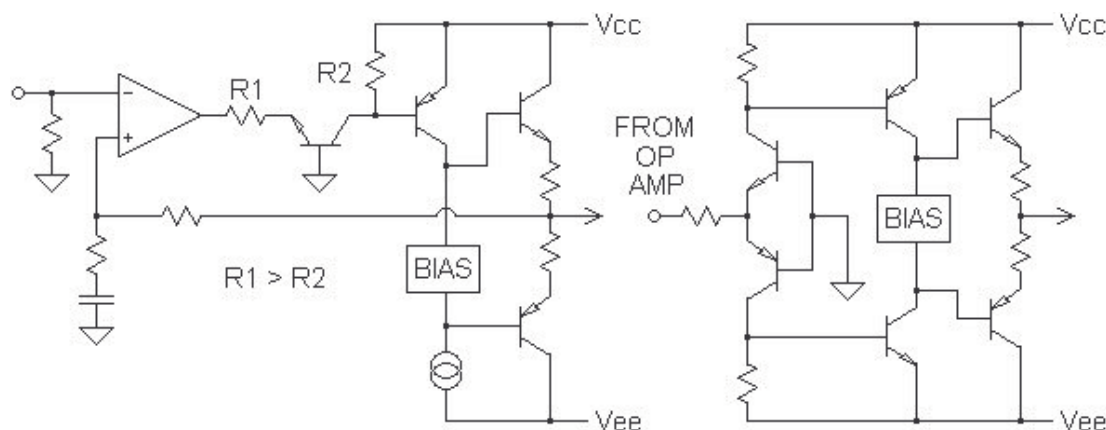 Vcc
R1
R2
−
+
BIAS
R1 > R2
Vee
Vcc
FROM
OP
AMP
BIAS
Vee